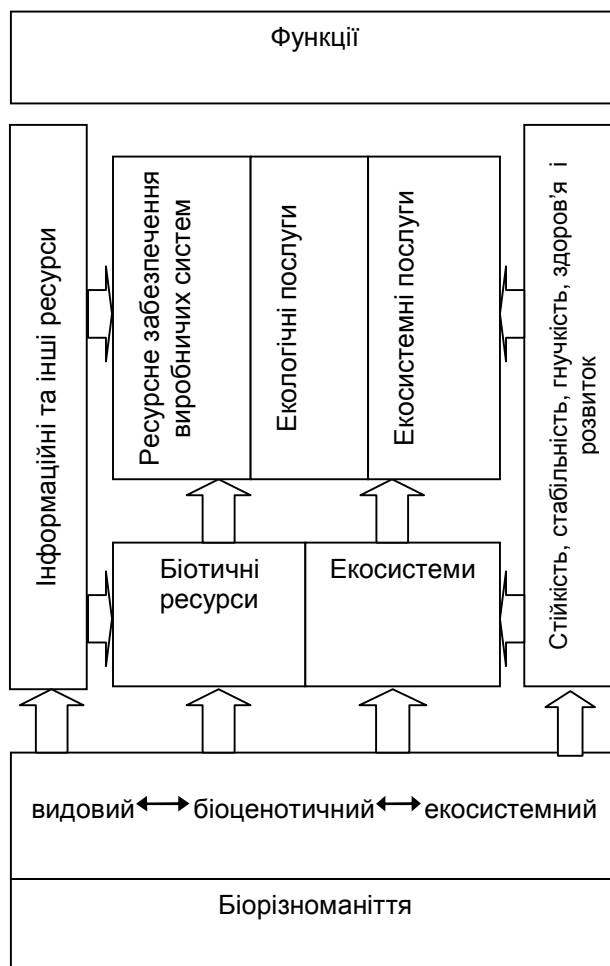 Функції
Інформаційні та інші ресурси
Ресурсне забезпечення
виробничих систем
Екологічні послуги
Екосистемні послуги
Стійкість, стабільність, гнучкість, здоров'я і
розвиток
Біотичні
ресурси
Екосистеми
видовий біоценотичний екосистемний
Біорізноманіття